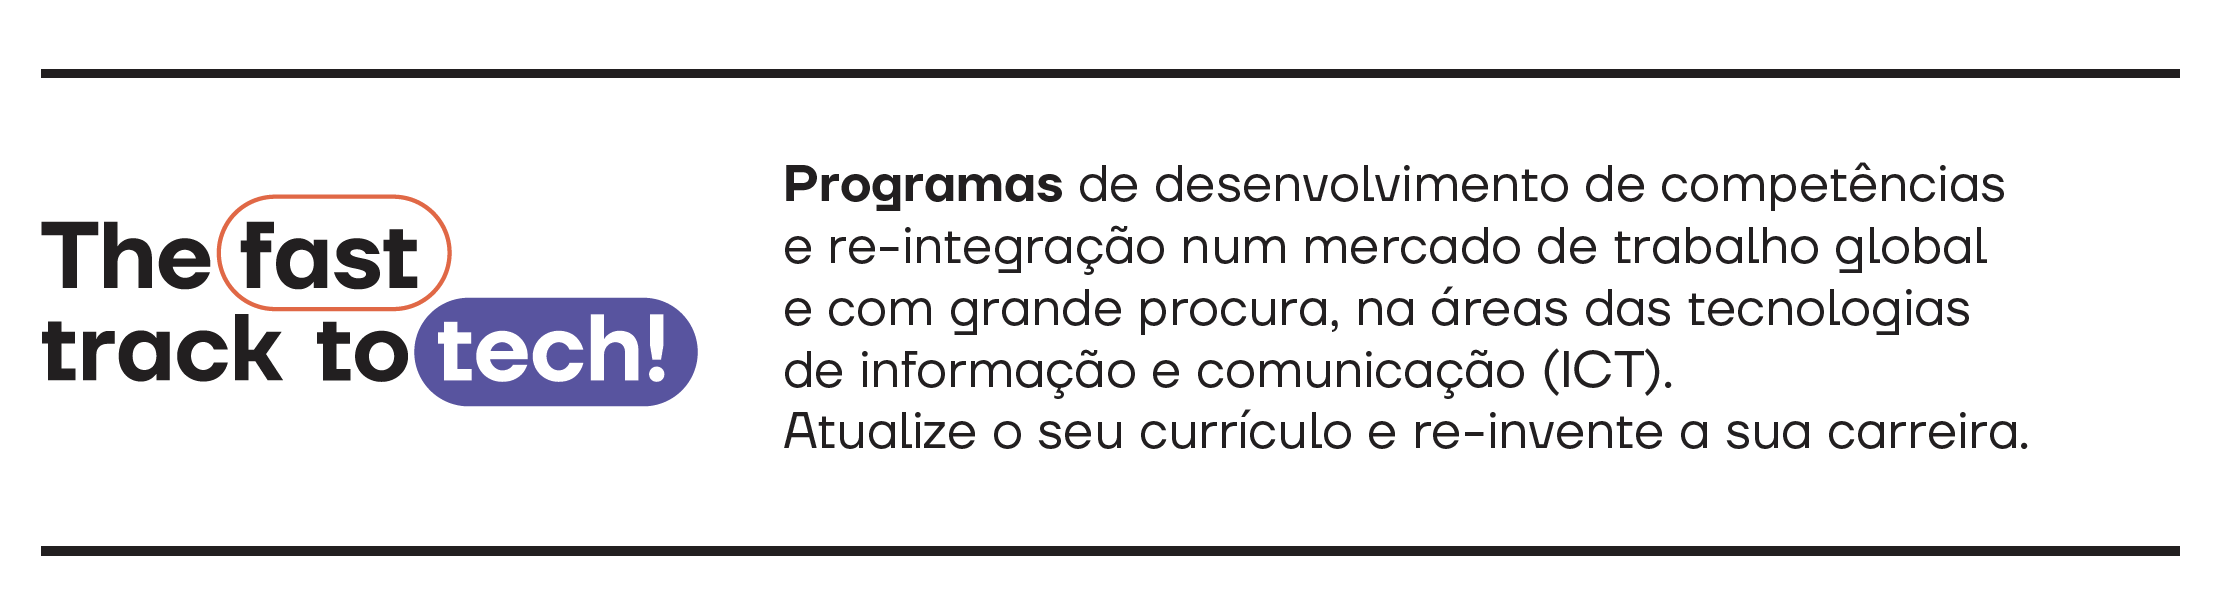 The fast
track to tech!
Programas de desenvolvimento de competências
e re-integração num mercado de trabalho global
e com grande procura, na áreas das tecnologias
de informação e comunicação (ICT).
Atualize o seu currículo e re-invente a sua carreira.